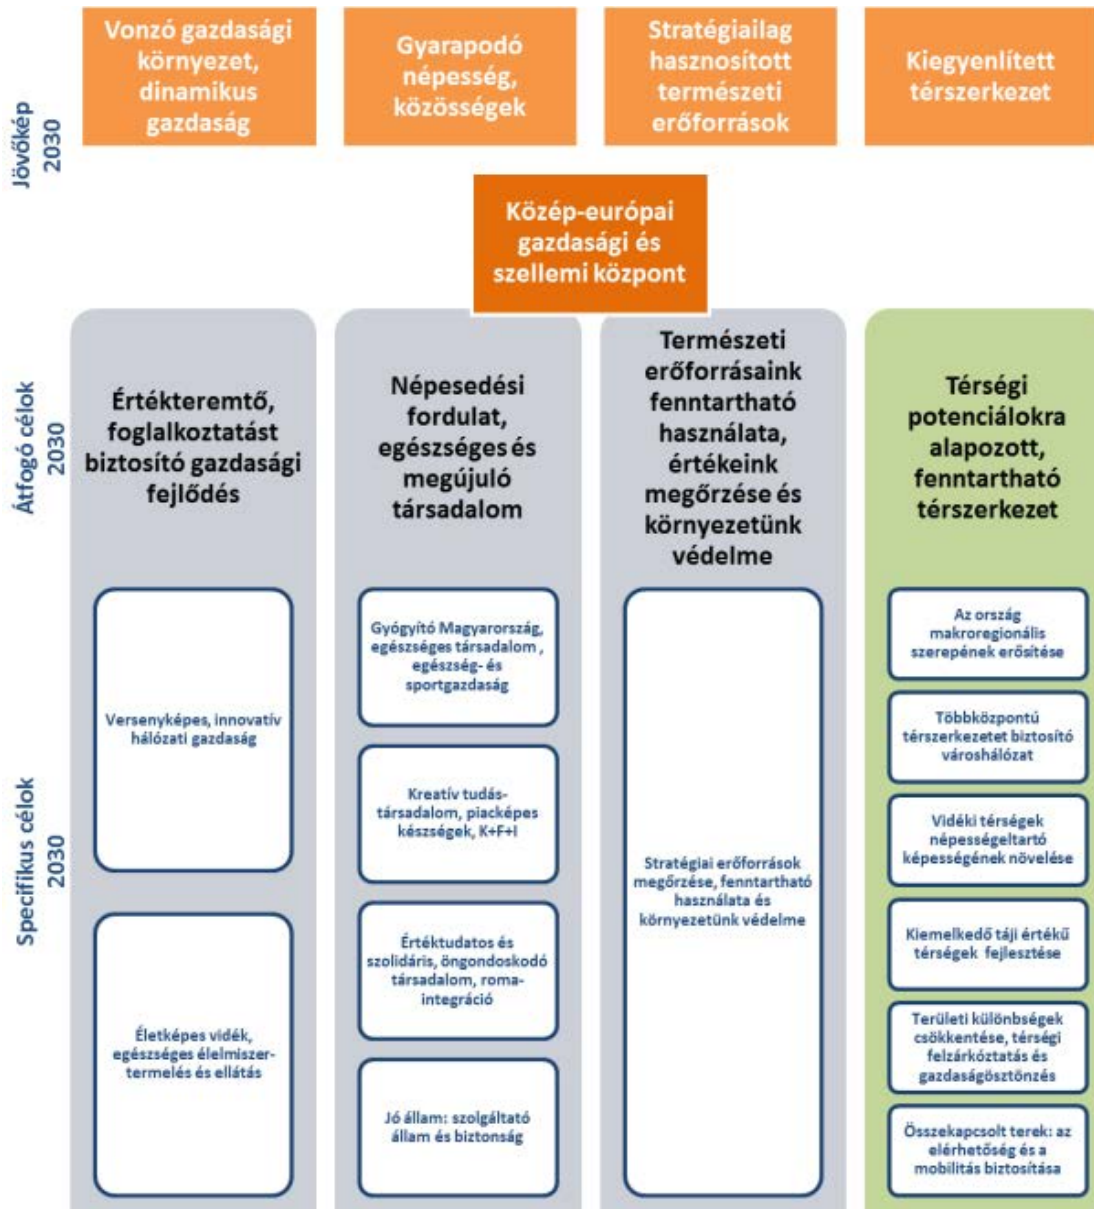 Jövőkép
2030
Vonzó gazdasági
környezet,
dinamikus
gazdaság
Gyarapodó
népesség,
közösségek
Stratégiailag
hasznosított
természeti
erőforrások
Kiegyenlített
térszerkezet
Közép-európai
gazdasági és
szellemi központ
Átfogó célok
2030
Értékteremtő,
foglalkoztatást
biztosító gazdasági
fejlődés
Népesedési
fordulat,
egészséges és
megújuló
társadalom
Természeti
erőforrásaink
fenntartható
használata,
értékeink
megőrzése és
környezetünk
védelme
Térségi
potenciálokra
alapozott,
fenntartható
térszerkezet
Specifikus célok
2030
Versenyképes, innovatív
hálózati gazdaság
Életképes vidék,
egészséges élelmiszer-
termelés és ellátás
Gyógyító Magyarország,
egészséges társadalom ,
egészség- és
sportgazdaság
Kreatív tudás-
társadalom, piacképes
készségek, K+F+I
Értéktudatos és
szolidáris, öngondoskodó
társadalom, roma-
integráció
Jó állam: szolgáltató
állam és biztonság
Stratégiai erőforrások
megőrzése, fenntartható
használata és
környezetünk védelme
Az ország
makroregionális
szerepének erősítése
Többközpontú
térszerkezetet biztosító
városhálózat
Vidéki térségek
népességeltartó
képességének növelése
Kiemelkedő táji értékű
térségek fejlesztése
Területi különbségek
csökkentése, térségi
felzárkóztatás és
gazdaságösztönzés
Összekapcsolt terek: az
elérhetőség és a
mobilitás biztosítása